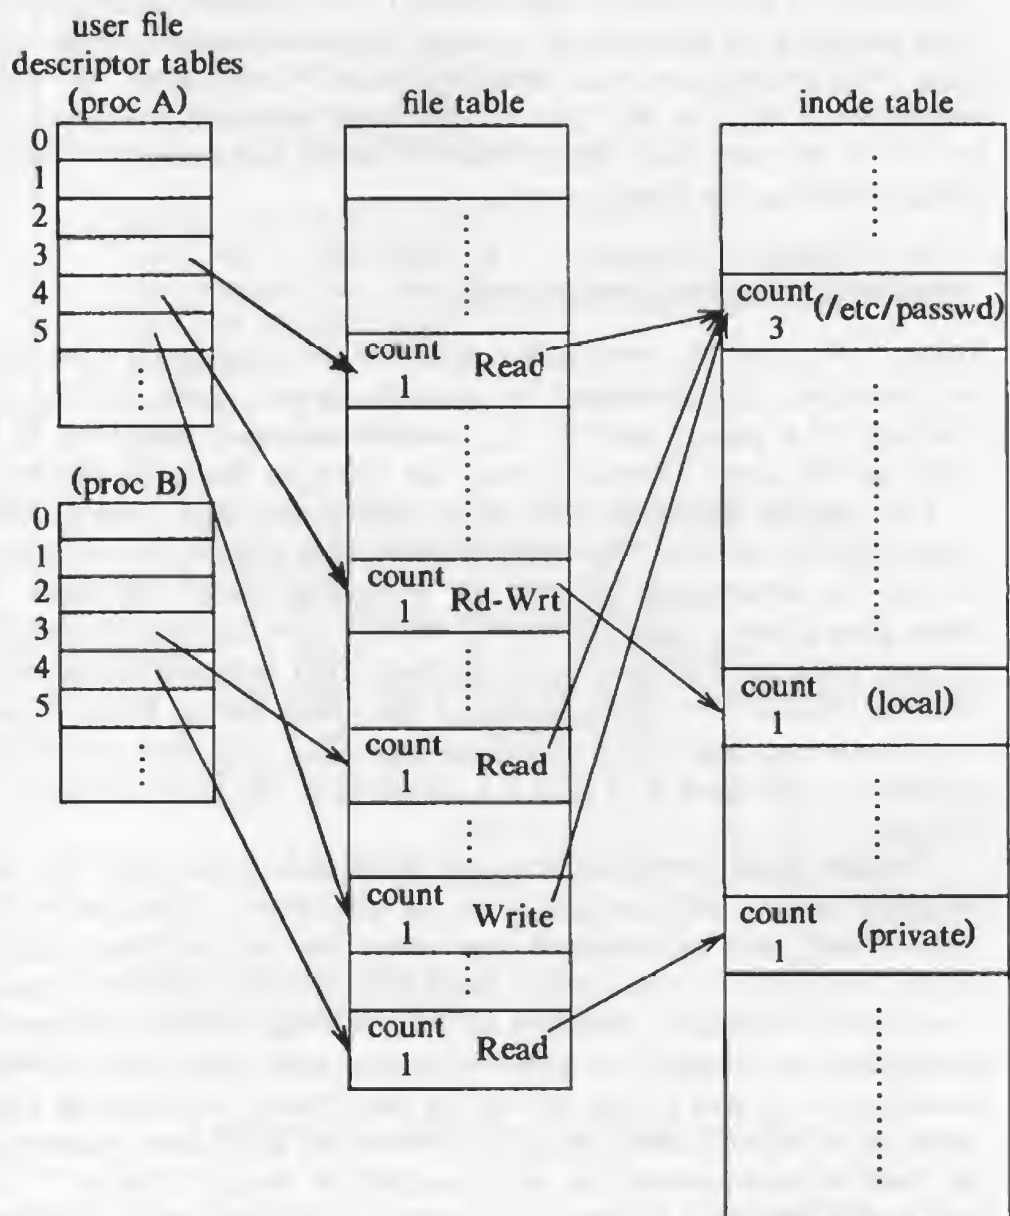 user file
descriptor tables
(proc A)
0
1
2
3
4
5
(proc B)
0
1
2
3
4
5
file table
count Read
1
count Rd-Wrt
1
count Read
1
count Write
1
count Read
1
inode table
count (/etc/passwd)
3
count (local)
1
count (private)
1